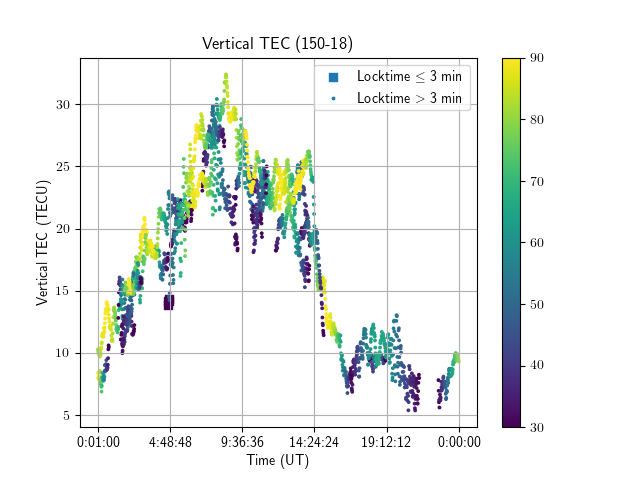 Vertical TEC (150-18)
Locktime ≤ 3 min
Locktime > 3 min
Vertical TEC (TECU)
30
25
20
15
10
5
0:01:00 4:48:48 9:36:36 14:24:24 19:12:12 0:00:00
Time (UT)
90
80
70
60
50
40
30